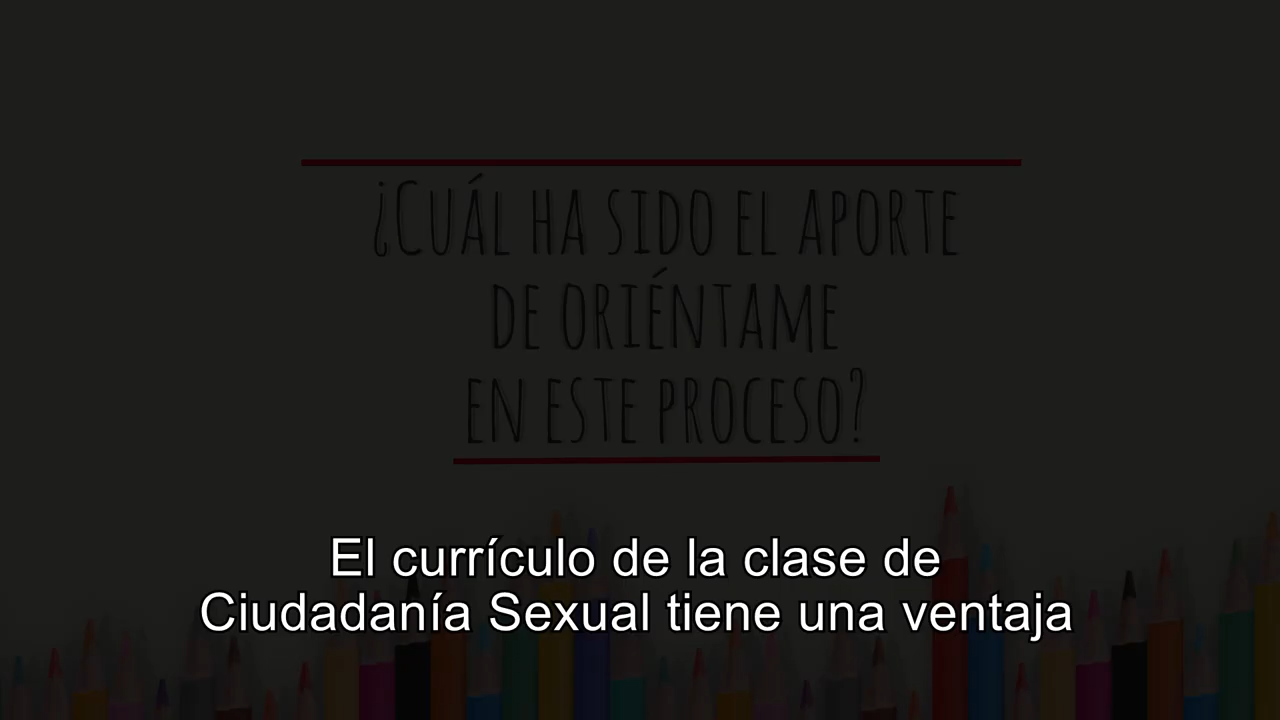 ¿Cuál ha sido el aporte
de oriéntame
en este proceso?
El currículo de la clase de
Ciudadanía Sexual tiene una ventaja